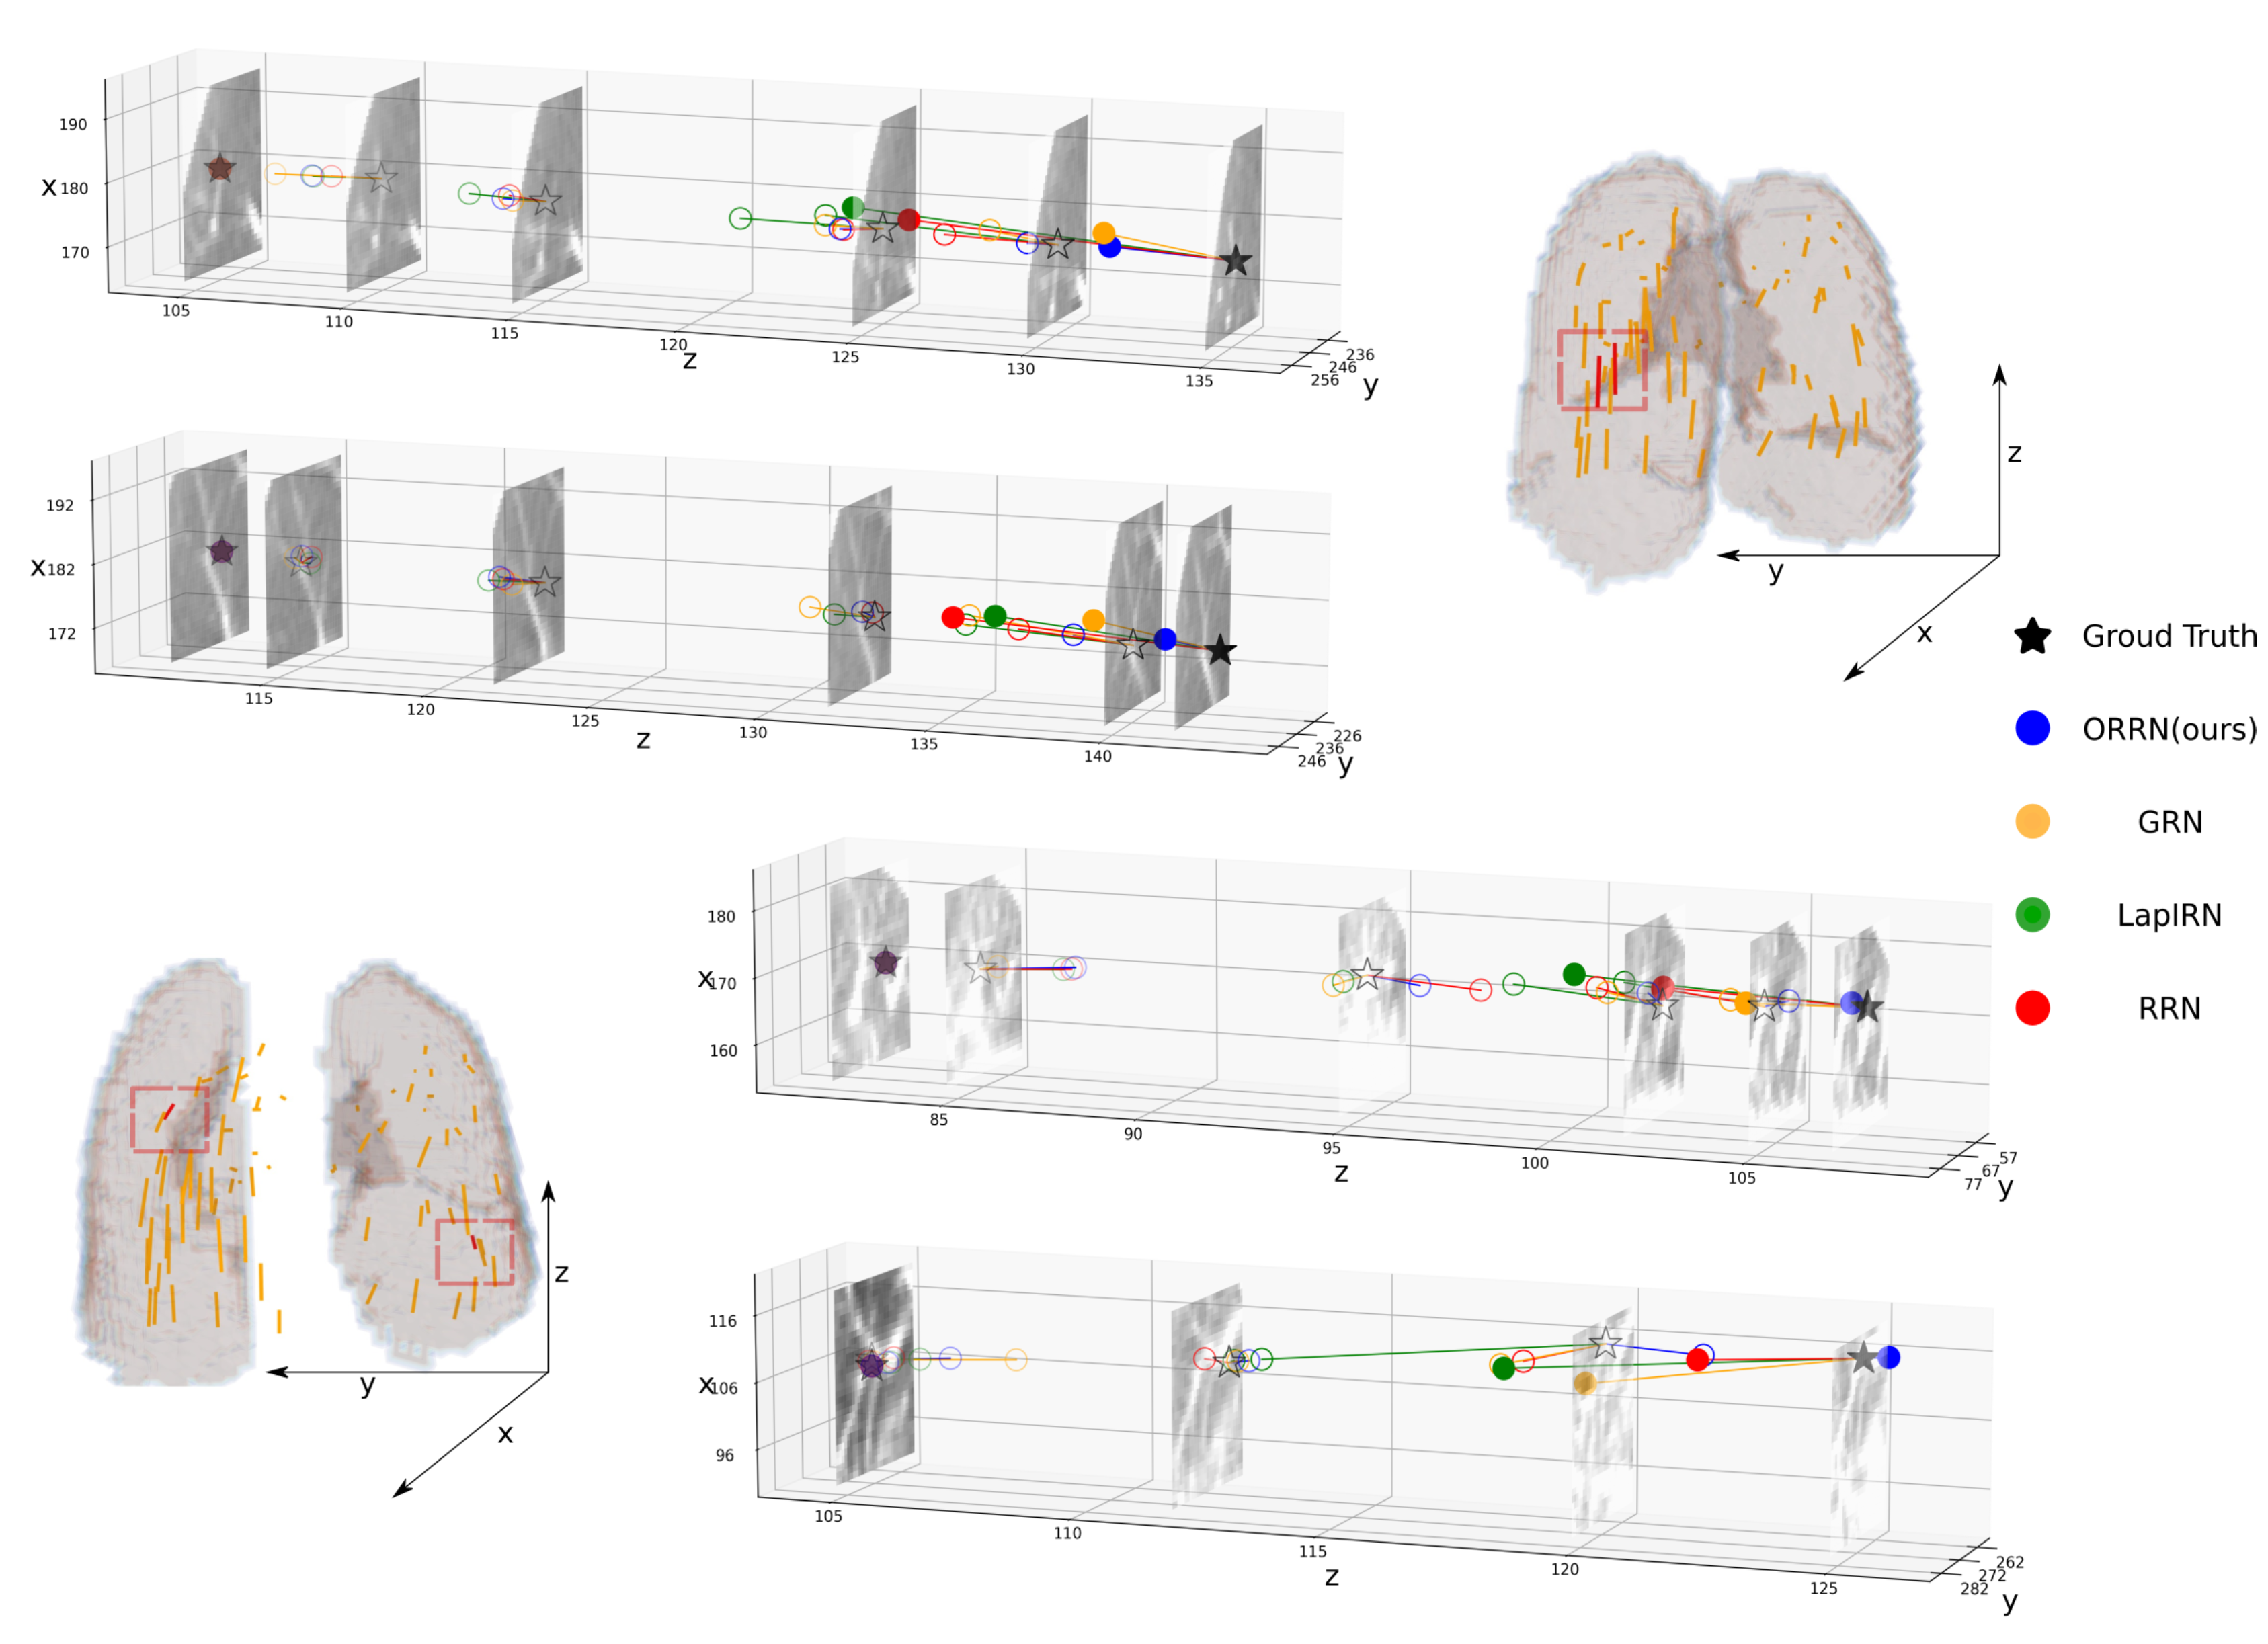 190
x 180
170
105
110
115
120
125
130
135
z
236
246
256
y
z
y
x
192
x 182
172
115
120
125
130
135
140
z
226
236
246
y
Groud Truth
ORRN(ours)
GRN
LapIRN
RRN
180
x 170
160
85
90
95
100
105
z
57
67
77
y
z
y
x
116
x 106
96
105
110
115
120
125
z
262
272
282
y